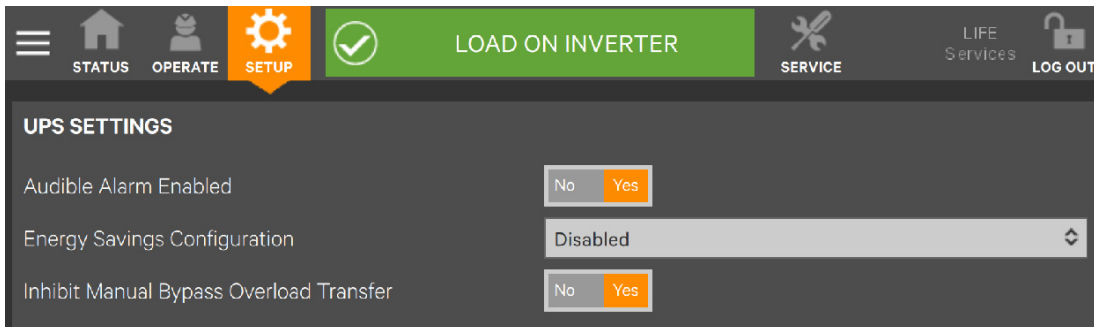 STATUS
OPERATE
SETUP
LOAD ON INVERTER
SERVICE
LIFE
Services
LOG OUT
UPS SETTINGS
Audible Alarm Enabled
No Yes
Energy Savings Configuration
Disabled
Inhibit Manual Bypass Overload Transfer
No Yes